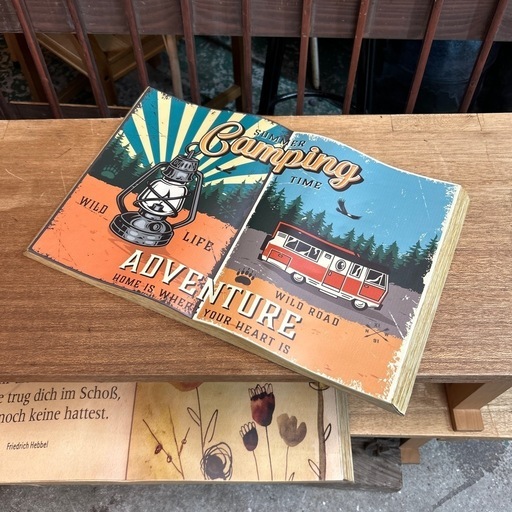 SUMMER
Camping
TIME
WILD
LIFE
ADVENTURE
HOME IS WHERE YOUR HEART IS
WILD ROAD
e trug dich im Schoß,
noch keine hattest.
Friedrich Hebbel